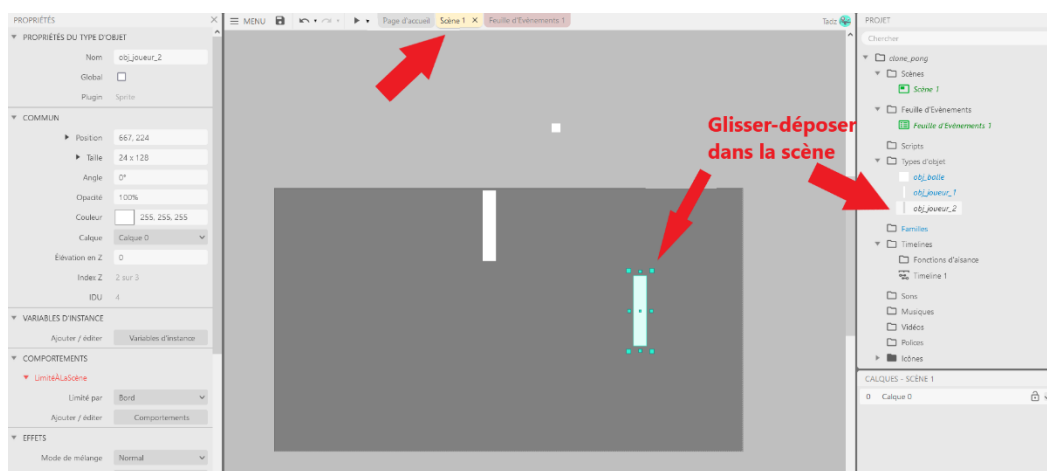 PROPRIÉTÉS
PROPRIÉTÉS DU TYPE D'OBJET
Nom obj_joueur_2
Global
Plugin Sprite
COMMUN
Position 667, 224
Taille 24 x 128
Angle 0°
Opacité 100%
Couleur 255, 255, 255
Calque Calque 0
Élévation en Z 0
Index Z 2 sur 3
IDU 4
VARIABLES D'INSTANCE
Ajouter / éditer Variables d'instance
COMPORTEMENTS
LimitéÀLaScène
Limité par Bord
Ajouter / éditer Comportements
EFFETS
Mode de mélange Normal
MENU
Page d'accueil Scène 1 Feuille d'Evènements 1
Tadz
Glisser-déposer
dans la scène
PROJET
Chercher
clone_pong
Scènes
Scène 1
Feuille d'Evènements
Feuille d'Evènements 1
Scripts
Types d'objet
obj_balle
obj_joueur_1
obj_joueur_2
Familles
Timelines
Fonctions d'aisance
Timeline 1
Sons
Musiques
Vidéos
Polices
Icônes
CALQUES - SCÈNE 1
0 Calque 0